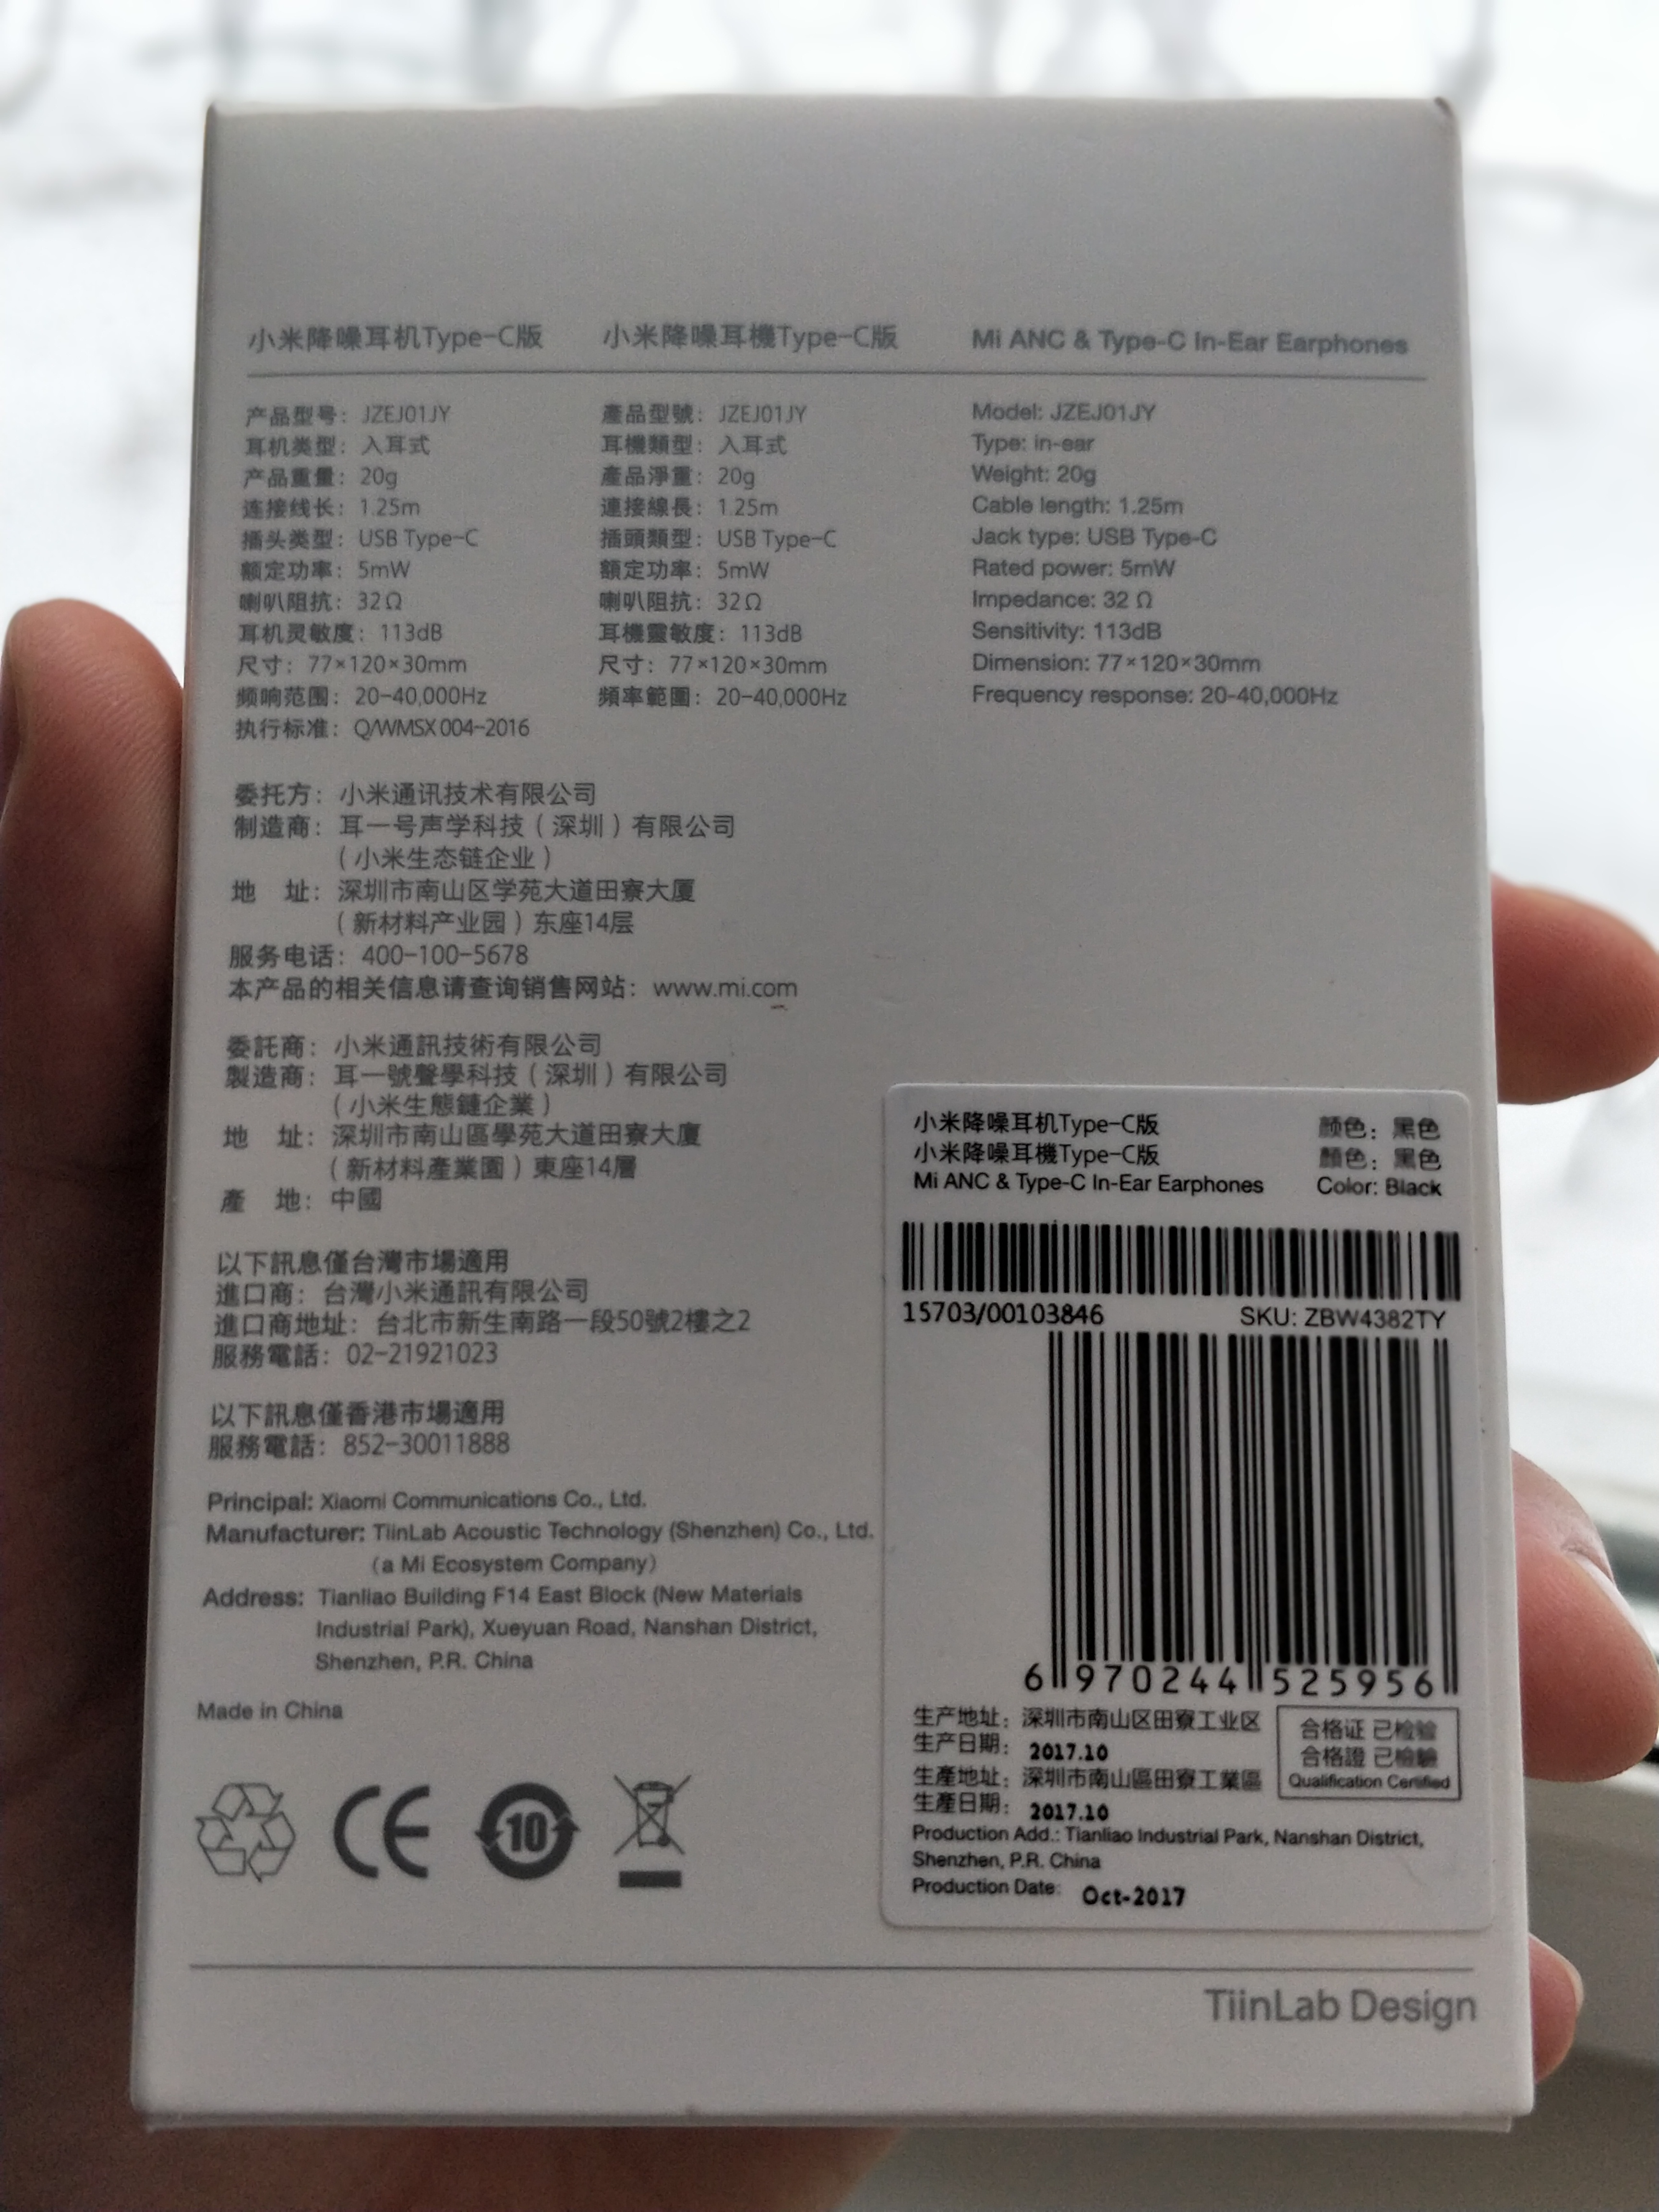 小米降噪耳机Type-C版
产品型号：JZEJ01JY
耳机类型：入耳式
产品重量：20g
连接线长：1.25m
插头类型：USB Type-C
额定功率：5mW
喇叭阻抗：32Ω
耳机灵敏度：113dB
尺寸：77×120×30mm
频响范围：20-40,000Hz
执行标准：Q/WMSX 004-2016
小米降噪耳機Type-C版
產品型號：JZEJ01JY
耳機類型：入耳式
產品淨重：20g
連接線長：1.25m
插頭類型：USB Type-C
額定功率：5mW
喇叭阻抗：32Ω
耳機靈敏度：113dB
尺寸：77×120×30mm
頻率範圍：20-40,000Hz
Mi ANC & Type-C In-Ear Earphones
Model: JZEJ01JY
Type: in-ear
Weight: 20g
Cable length: 1.25m
Jack type: USB Type-C
Rated power: 5mW
Impedance: 32 Ω
Sensitivity: 113dB
Dimension: 77×120×30mm
Frequency response: 20-40,000Hz
委托方：小米通讯技术有限公司
制造商：耳一号声学科技（深圳）有限公司
（小米生态链企业）
地 址：深圳市南山区学苑大道田寮大厦
（新材料产业园）东座14层
服务电话：400-100-5678
本产品的相关信息请查询销售网站：www.mi.com
委託商：小米通訊技術有限公司
製造商：耳一號聲學科技（深圳）有限公司
（小米生態鏈企業）
地 址：深圳市南山區學苑大道田寮大廈
（新材料產業園）東座14層
產 地：中國
以下訊息僅台灣市場適用
進口商：台灣小米通訊有限公司
進口商地址：台北市新生南路一段50號2樓之2
服務電話：02-21921023
以下訊息僅香港市場適用
服務電話：852-30011888
Principal: Xiaomi Communications Co., Ltd.
Manufacturer: TiinLab Acoustic Technology (Shenzhen) Co., Ltd.
(a Mi Ecosystem Company)
Address: Tianliao Building F14 East Block (New Materials
Industrial Park), Xueyuan Road, Nanshan District,
Shenzhen, P.R. China
Made in China
CE
10
小米降噪耳机Type-C版 颜色：黑色
小米降噪耳機Type-C版 顏色：黑色
Mi ANC & Type-C In-Ear Earphones Color: Black
15703/00103846 SKU: ZBW4382TY
6 970244 525956
生产地址：深圳市南山区田寮工业区
生产日期：2017.10
生產地址：深圳市南山區田寮工業區
生產日期：2017.10
合格证 已检验
合格證 已檢驗
Qualification Certified
Production Add.: Tianliao Industrial Park, Nanshan District,
Shenzhen, P.R. China
Production Date: Oct-2017
TiinLab Design